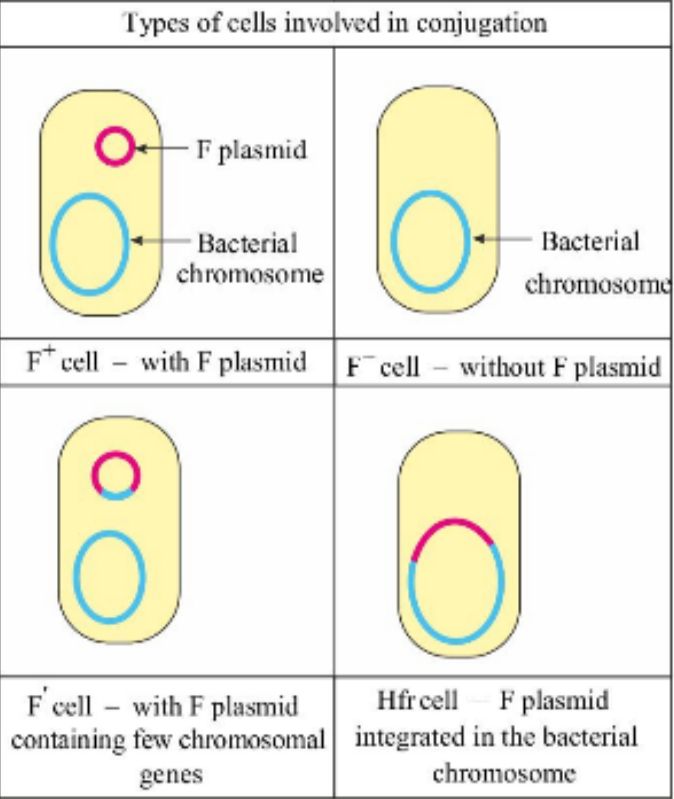 Types of cells involved in conjugation
F plasmid
Bacterial
chromosome
Bacterial
chromosome
F+ cell – with F plasmid
F− cell – without F plasmid
F' cell – with F plasmid
containing few chromosomal
genes
Hfr cell – F plasmid
integrated in the bacterial
chromosome